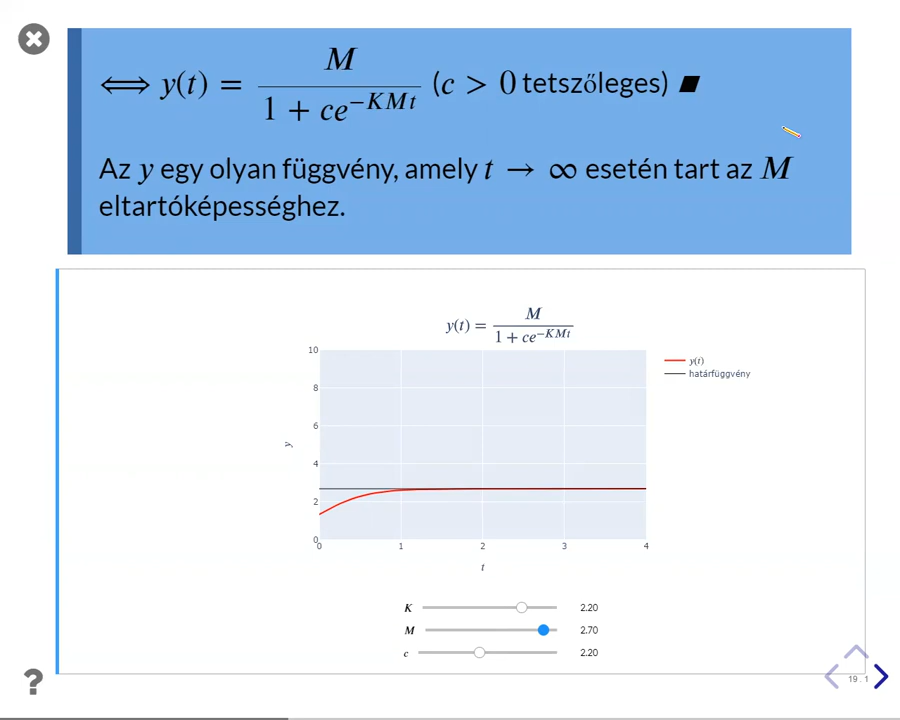 ⟺ y(t) = M / (1 + ce^{−KMt}) (c > 0 tetszőleges) ■
Az y egy olyan függvény, amely t → ∞ esetén tart az M
eltartóképességhez.
y(t) = M / (1 + ce^{−KMt})
10
8
6
4
2
0
y
0 1 2 3 4
t
y(t)
határfüggvény
K 2.20
M 2.70
c 2.20
?
19.1